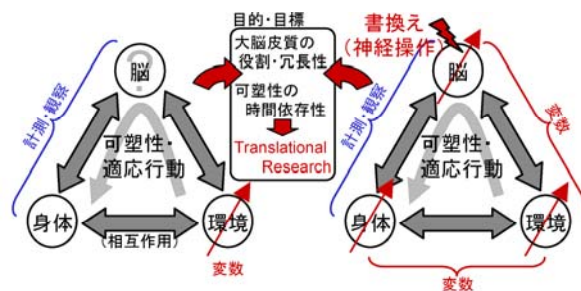 目的・目標
大脳皮質の
役割・冗長性
可塑性の
時間依存性
Translational
Research
書換え
(神経操作)
?
脳
計測・観察
可塑性・
適応行動
身体
(相互作用)
環境
変数
脳
計測・観察
変数
可塑性・
適応行動
身体
環境
変数